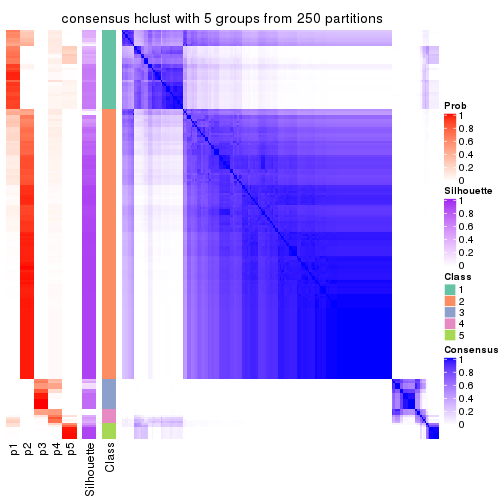 consensus hclust with 5 groups from 250 partitions
Prob
1
0.8
0.6
0.4
0.2
0
Silhouette
1
0.8
0.6
0.4
0.2
0
Class
1
2
3
4
5
Consensus
1
0.8
0.6
0.4
0.2
0
p1
p2
p3
p4
p5
Silhouette
Class